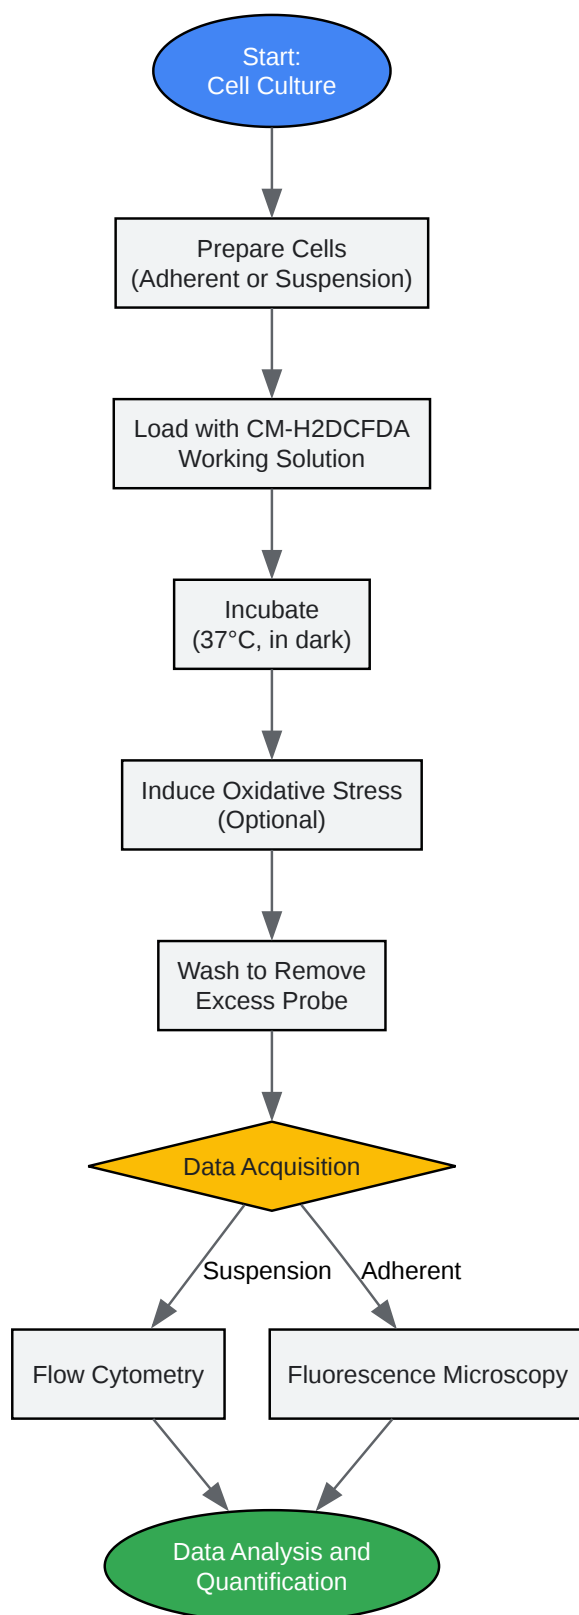 Start:
Cell Culture
Prepare Cells
(Adherent or Suspension)
Load with CM-H2DCFDA
Working Solution
Incubate
(37°C, in dark)
Induce Oxidative Stress
(Optional)
Wash to Remove
Excess Probe
Data Acquisition
Suspension
Adherent
Flow Cytometry
Fluorescence Microscopy
Data Analysis and
Quantification